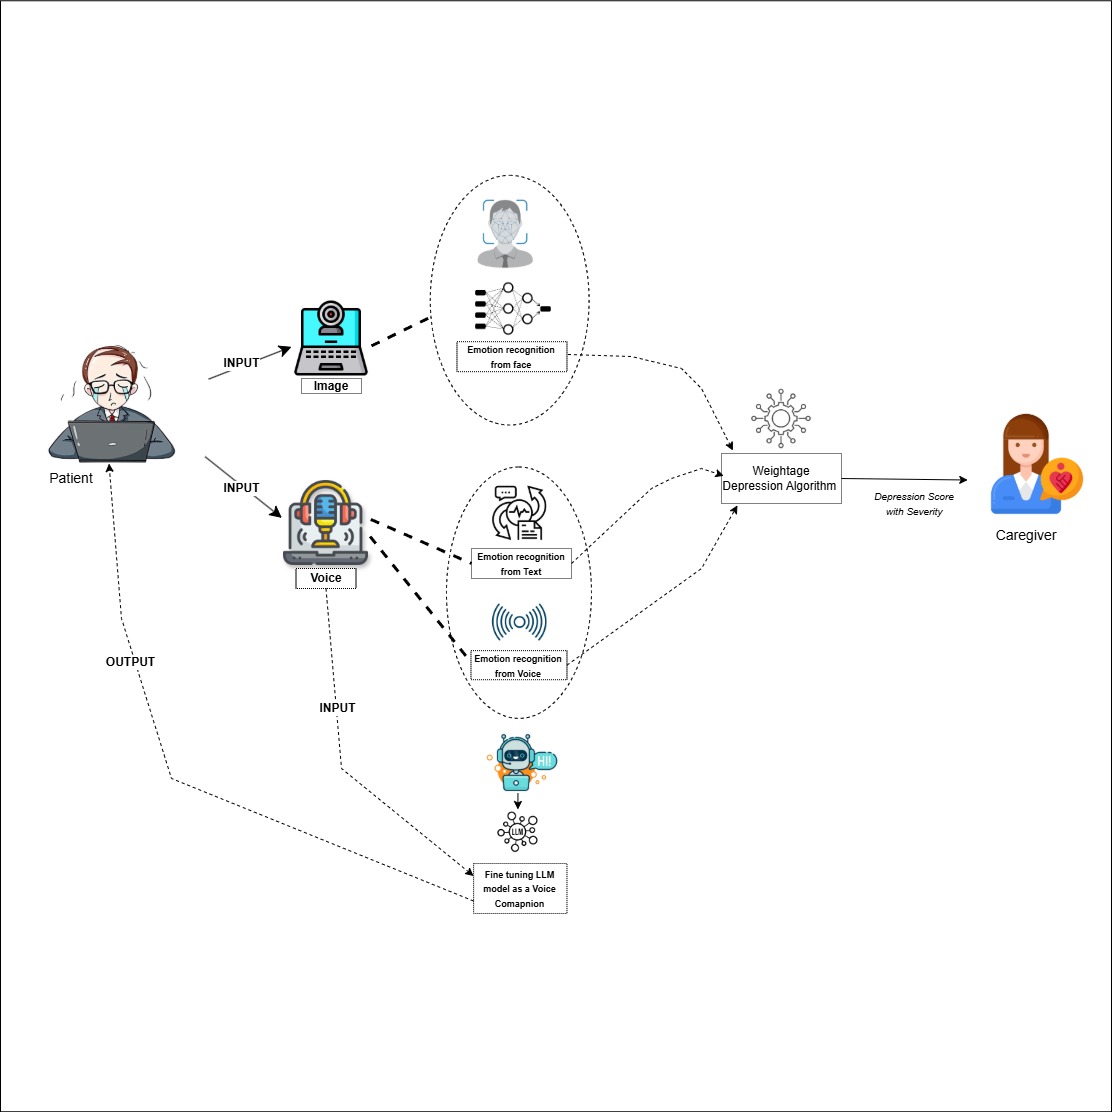 Emotion recognition
from face
INPUT
Image
Patient
INPUT
Voice
Emotion recognition
from Text
Emotion recognition
from Voice
Weightage
Depression Algorithm
Depression Score
with Severity
Caregiver
OUTPUT
INPUT
HI!
LLM
Fine tuning LLM
model as a Voice
Comapnion